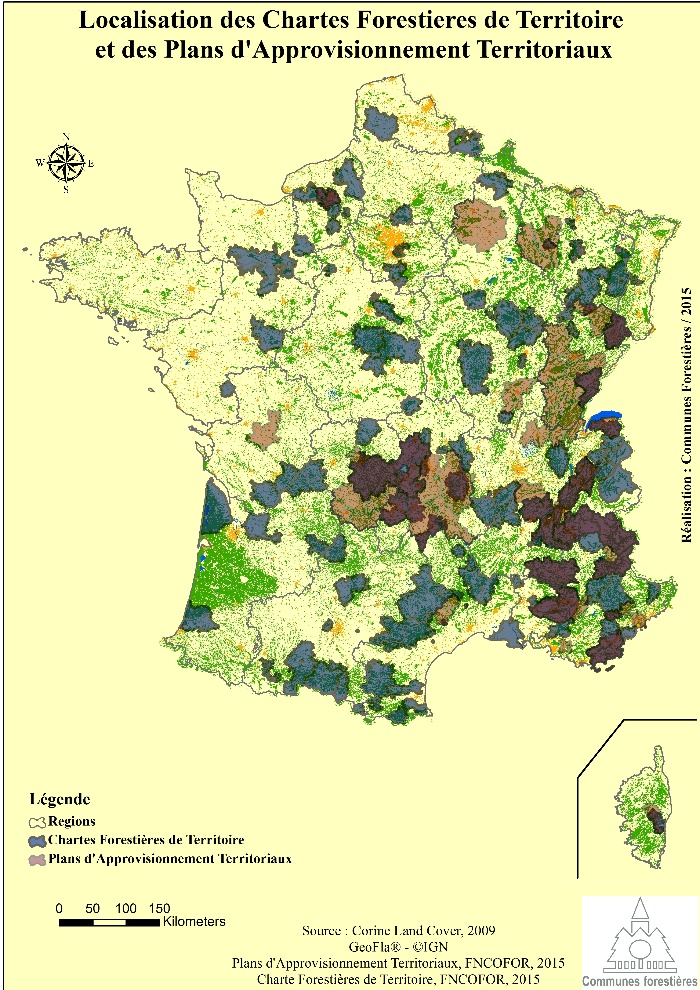 Localisation des Chartes Forestieres de Territoire
et des Plans d'Approvisionnement Territoriaux
N
W E
S
Réalisation : Communes Forestières / 2015
Légende
Regions
Chartes Forestières de Territoire
Plans d'Approvisionnement Territoriaux
0 50 100 150
Kilometers
Source : Corine Land Cover, 2009
GeoFla® - ©IGN
Plans d'Approvisionnement Territoriaux, FNCOFOR, 2015
Charte Forestières de Territoire, FNCOFOR, 2015
Communes forestières